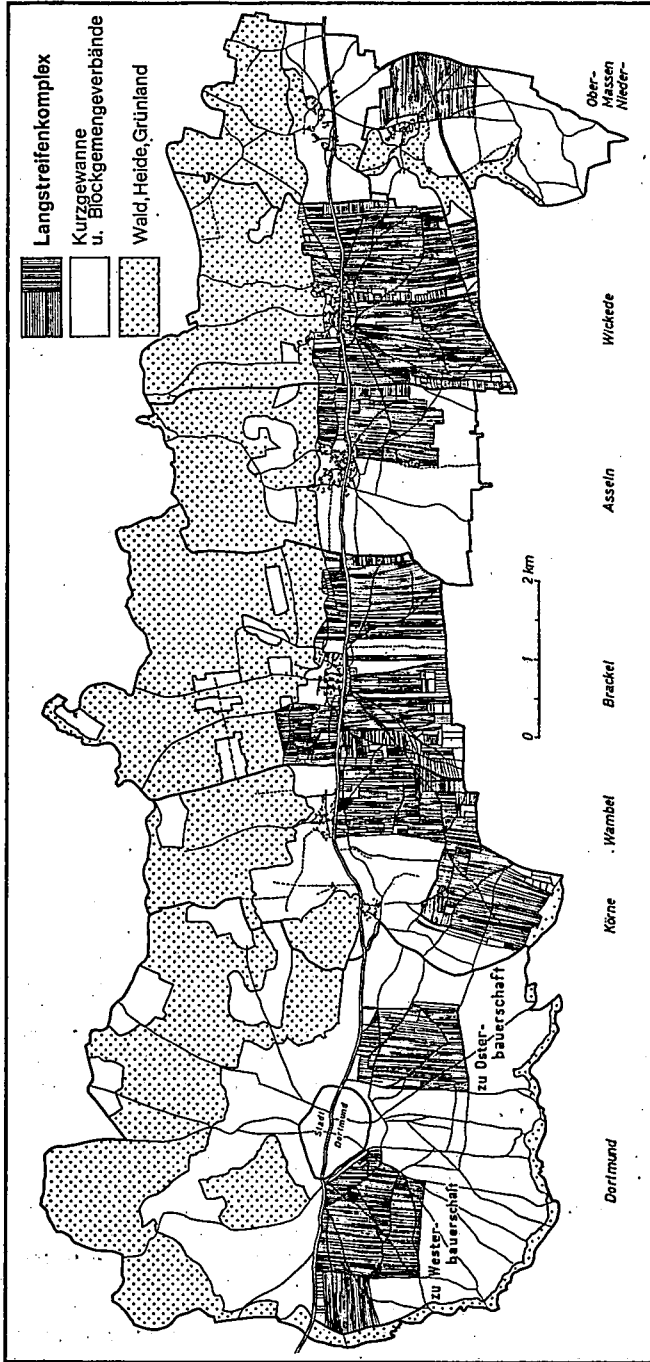 Langstreifenkomplex
Kurzgewanne
u. Blockgemengeverbände
Wald, Heide, Grünland
Stadt
Dortmund
zu Wester-
bauerschaft
zu Oster-
bauerschaft
0 1 2 km
Dortmund
Körne
Wambel
Brackel
Asseln
Wickede
Ober-
Massen
Nieder-